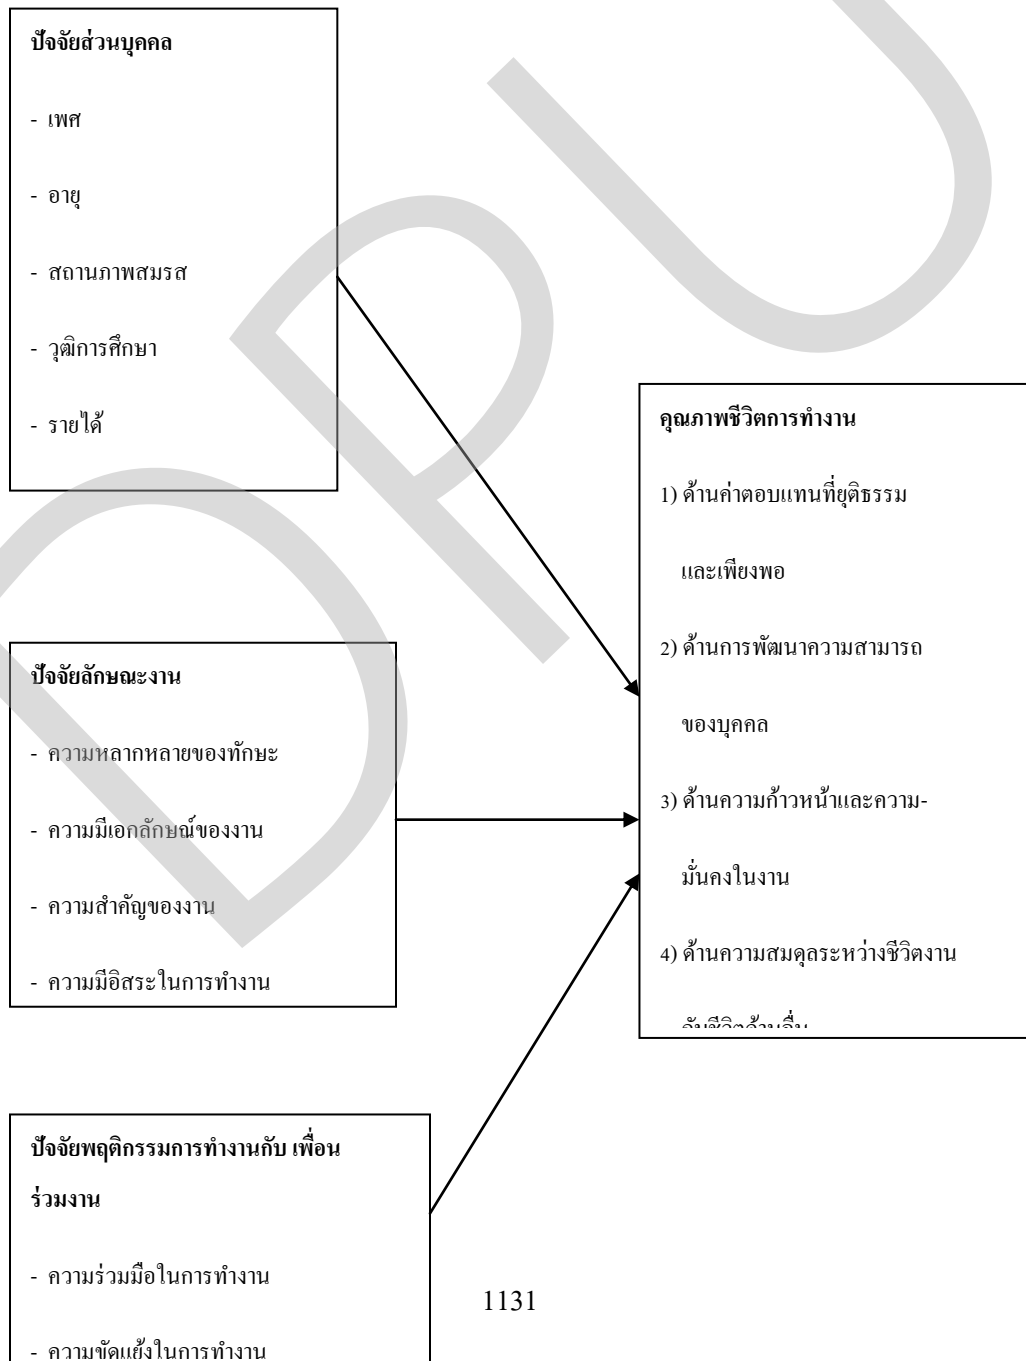 ปัจจัยส่วนบุคคล
- เพศ
- อายุ
- สถานภาพสมรส
- วุฒิการศึกษา
- รายได้
ปัจจัยลักษณะงาน
- ความหลากหลายของทักษะ
- ความมีเอกลักษณ์ของงาน
- ความสำคัญของงาน
- ความมีอิสระในการทำงาน
ปัจจัยพฤติกรรมการทำงานกับ เพื่อน
ร่วมงาน
- ความร่วมมือในการทำงาน
- ความขัดแย้งในการทำงาน
คุณภาพชีวิตการทำงาน
1) ด้านค่าตอบแทนที่ยุติธรรม
และเพียงพอ
2) ด้านการพัฒนาความสามารถ
ของบุคคล
3) ด้านความก้าวหน้าและความ-
มั่นคงในงาน
4) ด้านความสมดุลระหว่างชีวิตงาน
กับชีวิตด้านอื่น
1131
DPU